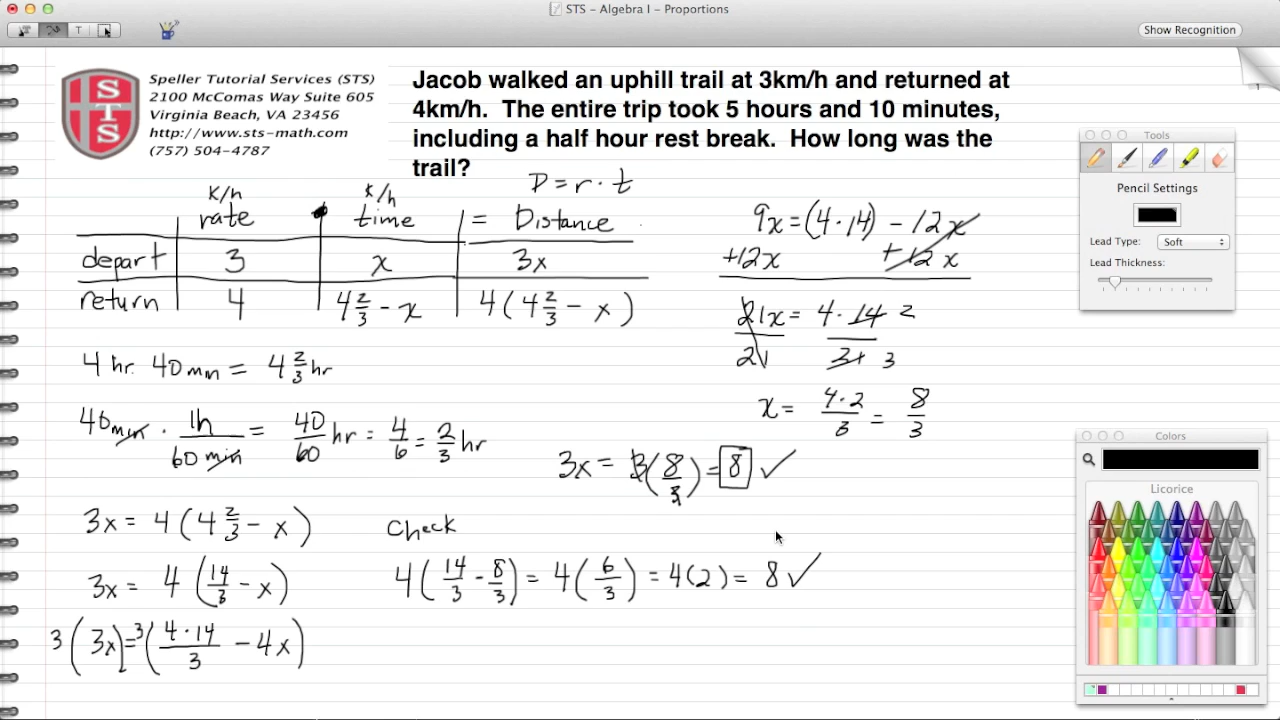 STS – Algebra I – Proportions
T
Show Recognition
STS
Speller Tutorial Services (STS)
2100 McComas Way Suite 605
Virginia Beach, VA 23456
http://www.sts-math.com
(757) 504-4787
Jacob walked an uphill trail at 3km/h and returned at
4km/h. The entire trip took 5 hours and 10 minutes,
including a half hour rest break. How long was the
trail?
D = r · t
K/h K/h
rate · time = Distance
depart 3 x 3x
return 4 4 2/3 - x 4(4 2/3 - x)
4 hr. 40 min = 4 2/3 hr
40 min · 1h/60 min = 40/60 hr = 4/6 = 2/3 hr
3x = 4(4 2/3 - x)
3x = 4(14/3 - x)
3(3x) = 3(4·14/3 - 4x)
9x = (4·14) - 12x
+12x +12x
21x = 4·14 2
21 21 3
x = 4·2/3 = 8/3
3x = 3(8/3) = 8 ✓
Check
4(14/3 - 8/3) = 4(6/3) = 4(2) = 8 ✓
Tools
Pencil Settings
Lead Type: Soft
Lead Thickness:
Colors
Licorice